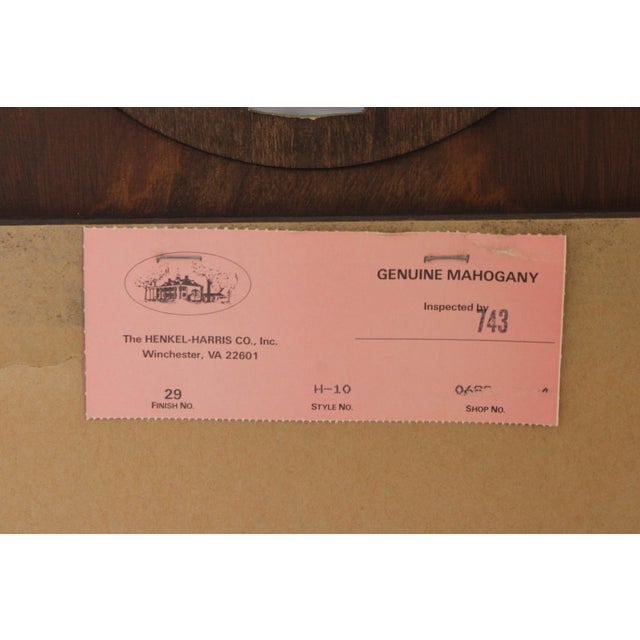 GENUINE MAHOGANY
Inspected by 743
The HENKEL-HARRIS CO., Inc.
Winchester, VA 22601
29 H-10
FINISH NO. STYLE NO. SHOP NO.